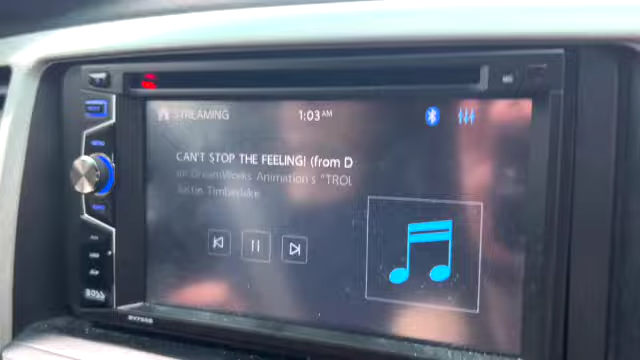 STREAMING
1:03 AM
CAN'T STOP THE FEELING! (from D
on DreamWorks Animation's "TROL
Justin Timberlake
BOSS